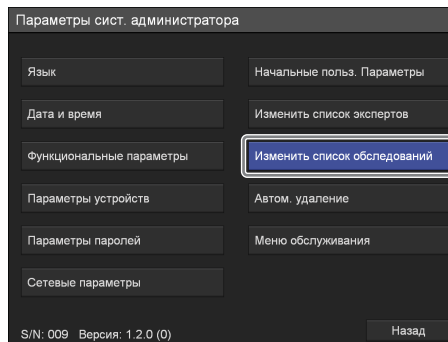 Параметры сист. администратора
Язык
Дата и время
Функциональные параметры
Параметры устройств
Параметры паролей
Сетевые параметры
Начальные польз. Параметры
Изменить список экспертов
Изменить список обследований
Автом. удаление
Меню обслуживания
S/N: 009 Версия: 1.2.0 (0)
Назад